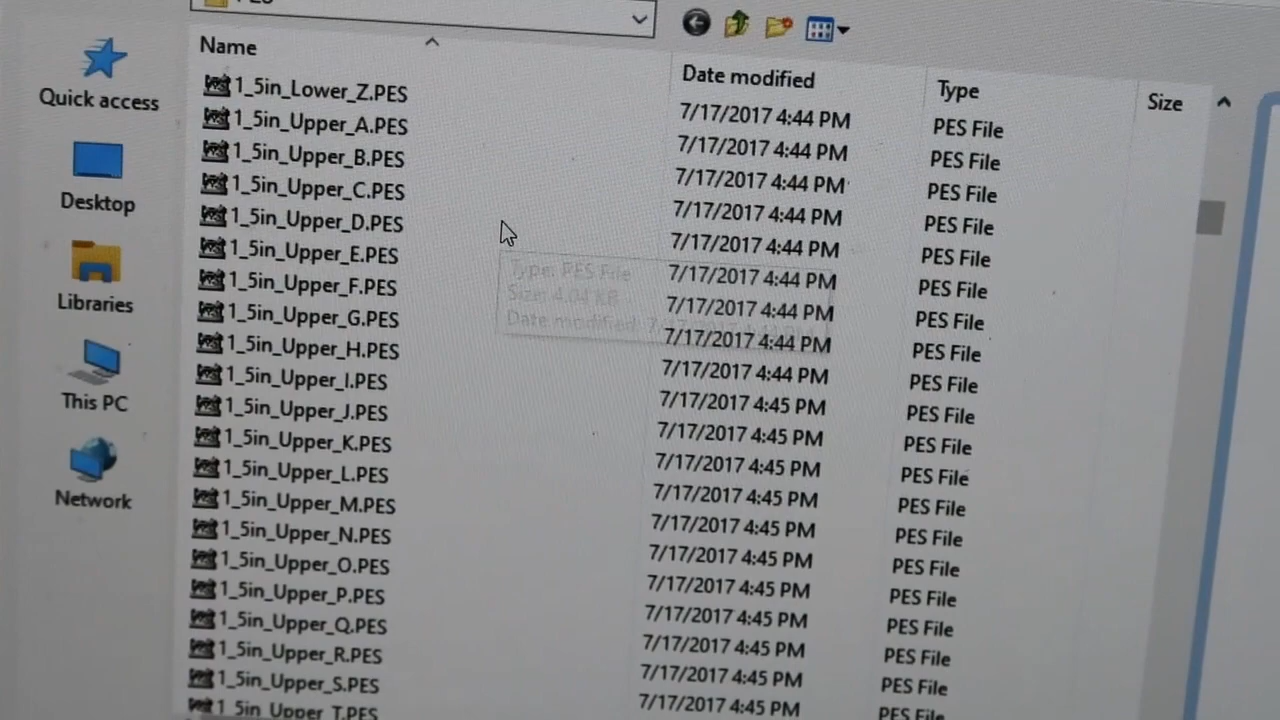 Name Date modified Type Size
1_5in_Lower_Z.PES 7/17/2017 4:44 PM PES File
1_5in_Upper_A.PES 7/17/2017 4:44 PM PES File
1_5in_Upper_B.PES 7/17/2017 4:44 PM PES File
1_5in_Upper_C.PES 7/17/2017 4:44 PM PES File
1_5in_Upper_D.PES 7/17/2017 4:44 PM PES File
1_5in_Upper_E.PES 7/17/2017 4:44 PM PES File
1_5in_Upper_F.PES 7/17/2017 4:44 PM PES File
1_5in_Upper_G.PES 7/17/2017 4:44 PM PES File
1_5in_Upper_H.PES 7/17/2017 4:44 PM PES File
1_5in_Upper_I.PES 7/17/2017 4:45 PM PES File
1_5in_Upper_J.PES 7/17/2017 4:45 PM PES File
1_5in_Upper_K.PES 7/17/2017 4:45 PM PES File
1_5in_Upper_L.PES 7/17/2017 4:45 PM PES File
1_5in_Upper_M.PES 7/17/2017 4:45 PM PES File
1_5in_Upper_N.PES 7/17/2017 4:45 PM PES File
1_5in_Upper_O.PES 7/17/2017 4:45 PM PES File
1_5in_Upper_P.PES 7/17/2017 4:45 PM PES File
1_5in_Upper_Q.PES 7/17/2017 4:45 PM PES File
1_5in_Upper_R.PES 7/17/2017 4:45 PM PES File
1_5in_Upper_S.PES 7/17/2017 4:45 PM PES File
1_5in_Upper_T.PES
Quick access
Desktop
Libraries
This PC
Network
Type: PES File
Size: 4.04 KB
Date modified: 7/17/2017 4:44 PM